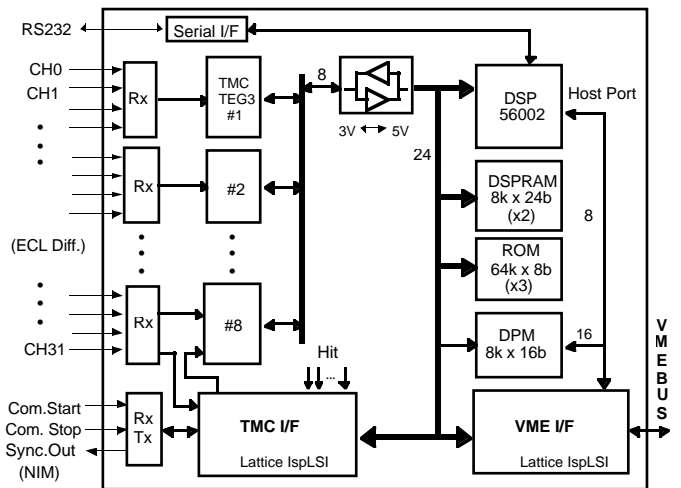 RS232
Serial I/F
CH0
CH1
Rx
TMC
TEG3
#1
8
3V
5V
DSP
56002
Host Port
24
Rx
#2
DSPRAM
8k x 24b
(x2)
8
(ECL Diff.)
ROM
64k x 8b
(x3)
Rx
#8
CH31
Hit
...
DPM
8k x 16b
16
VMEBUS
Com.Start
Com. Stop
Sync.Out
(NIM)
Rx
Tx
TMC I/F
Lattice IspLSI
VME I/F
Lattice IspLSI